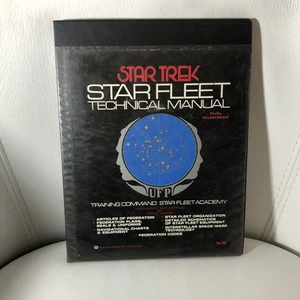 STAR TREK
STAR FLEET
TECHNICAL MANUAL
Fully
Illustrated
UFP
TRAINING COMMAND STAR FLEET ACADEMY
• ARTICLES OF FEDERATION
• FEDERATION FLAGS,
SEALS & UNIFORMS
• NAVIGATIONAL CHARTS
& EQUIPMENT
• STAR FLEET ORGANIZATION
• DETAILED SCHEMATICS
OF STAR FLEET EQUIPMENT
• INTERSTELLAR SPACE/WARP
TECHNOLOGY
• FEDERATION CODES